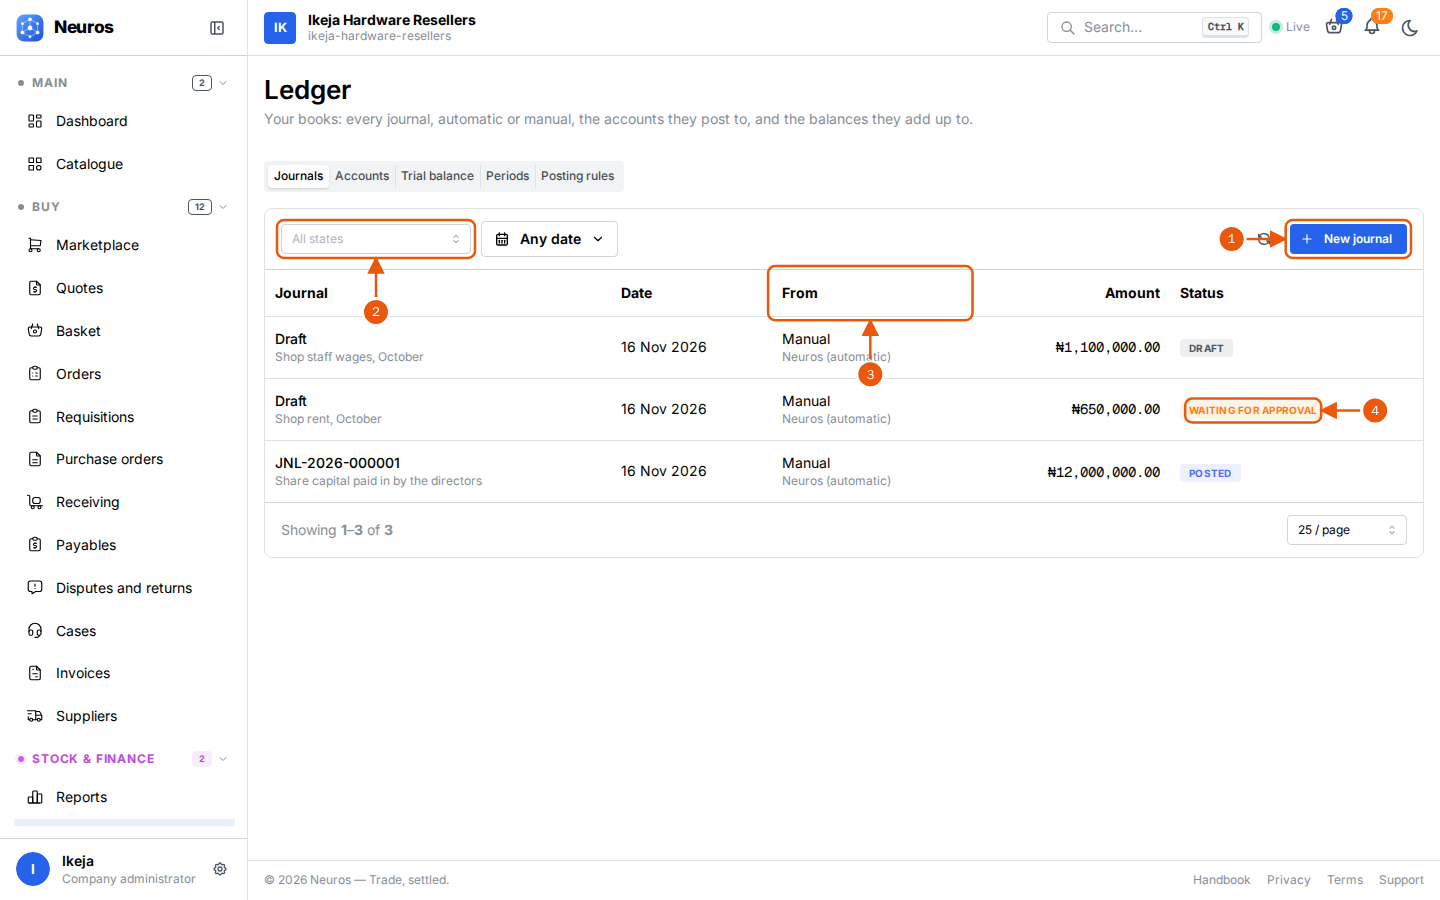 Neuros
IK
Ikeja Hardware Resellers
ikeja-hardware-resellers
Search...
Ctrl K
Live
5
17
MAIN
2
Dashboard
Catalogue
BUY
12
Marketplace
Quotes
Basket
Orders
Requisitions
Purchase orders
Receiving
Payables
Disputes and returns
Cases
Invoices
Suppliers
STOCK & FINANCE
2
Reports
I
Ikeja
Company administrator
Ledger
Your books: every journal, automatic or manual, the accounts they post to, and the balances they add up to.
Journals Accounts Trial balance Periods Posting rules
All states
Any date
1
New journal
2
Journal Date From Amount Status
Draft
Shop staff wages, October
16 Nov 2026
Manual
Neuros (automatic)
₦1,100,000.00
DRAFT
3
Draft
Shop rent, October
16 Nov 2026
Manual
Neuros (automatic)
₦650,000.00
WAITING FOR APPROVAL
4
JNL-2026-000001
Share capital paid in by the directors
16 Nov 2026
Manual
Neuros (automatic)
₦12,000,000.00
POSTED
Showing 1–3 of 3
25 / page
© 2026 Neuros — Trade, settled.
Handbook Privacy Terms Support